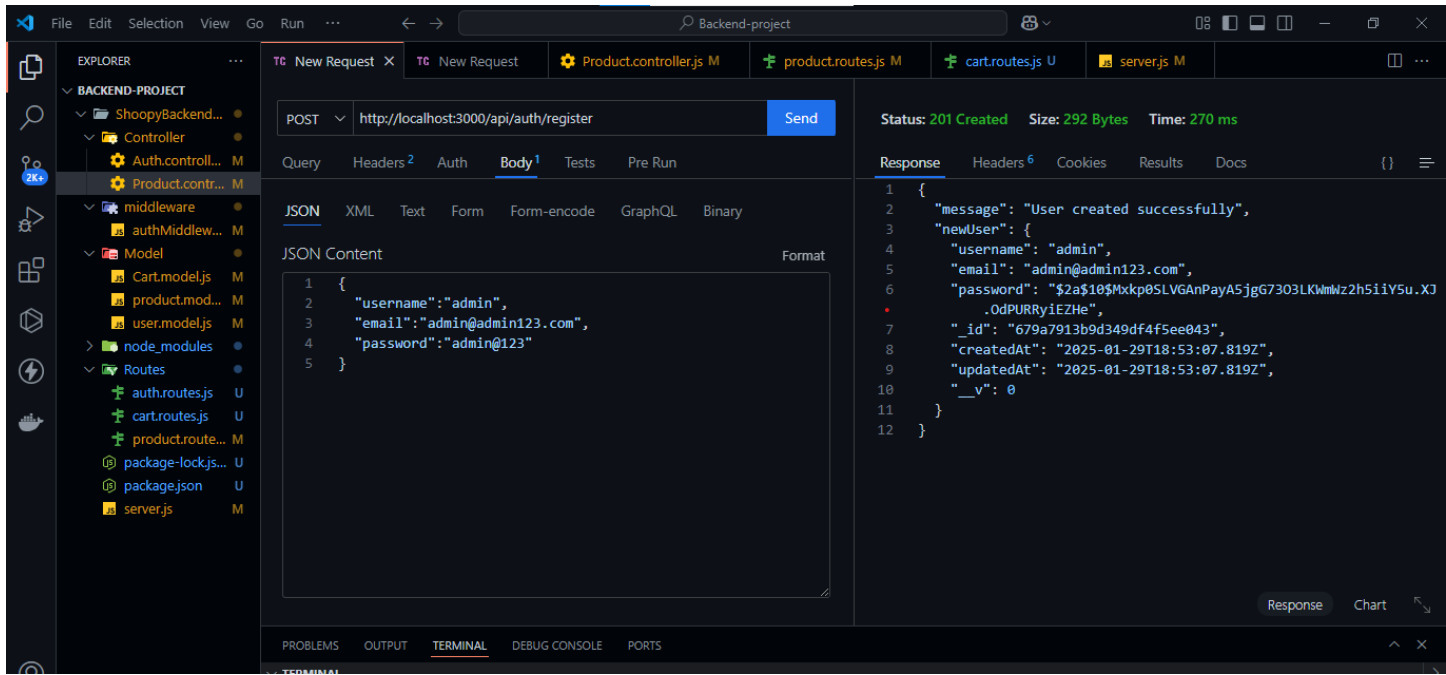 File Edit Selection View Go Run ··· Backend-project
EXPLORER ···
BACKEND-PROJECT
ShoopyBackend...
Controller
Auth.controll... M
Product.contr... M
middleware
authMiddlew... M
Model
Cart.model.js M
product.mod... M
user.model.js M
node_modules
Routes
auth.routes.js U
cart.routes.js U
product.route... M
package-lock.js... U
package.json U
server.js M
2K+
TC New Request TC New Request Product.controller.js M product.routes.js M cart.routes.js U JS server.js M
POST http://localhost:3000/api/auth/register Send
Query Headers 2 Auth Body 1 Tests Pre Run
JSON XML Text Form Form-encode GraphQL Binary
JSON Content Format
1 {
2 "username":"admin",
3 "email":"admin@admin123.com",
4 "password":"admin@123"
5 }
Status: 201 Created Size: 292 Bytes Time: 270 ms
Response Headers 6 Cookies Results Docs {}
1 {
2 "message": "User created successfully",
3 "newUser": {
4 "username": "admin",
5 "email": "admin@admin123.com",
6 "password": "$2a$10$Mxkp0SLVGAnPayA5jgG73O3LKWmWz2h5iiY5u.XJ
.OdPURRyiEZHe",
7 "_id": "679a7913b9d349df4f5ee043",
8 "createdAt": "2025-01-29T18:53:07.819Z",
9 "updatedAt": "2025-01-29T18:53:07.819Z",
10 "__v": 0
11 }
12 }
Response Chart
PROBLEMS OUTPUT TERMINAL DEBUG CONSOLE PORTS
TERMINAL